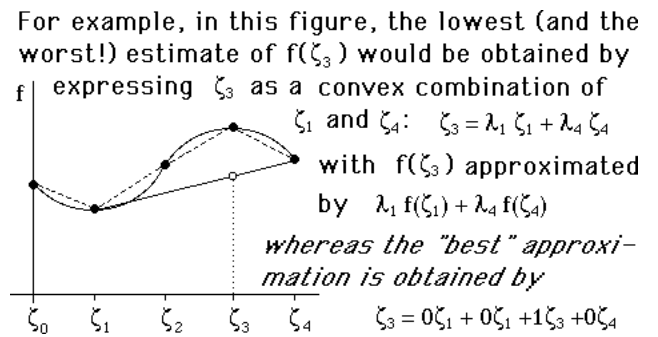 For example, in this figure, the lowest (and the
worst!) estimate of f(ζ₃) would be obtained by
expressing ζ₃ as a convex combination of
f
ζ₁ and ζ₄: ζ₃ = λ₁ ζ₁ + λ₄ ζ₄
with f(ζ₃) approximated
by λ₁ f(ζ₁) + λ₄ f(ζ₄)
whereas the "best" approxi-
mation is obtained by
ζ₃ = 0ζ₁ + 0ζ₁ +1ζ₃ +0ζ₄
ζ₀ ζ₁ ζ₂ ζ₃ ζ₄